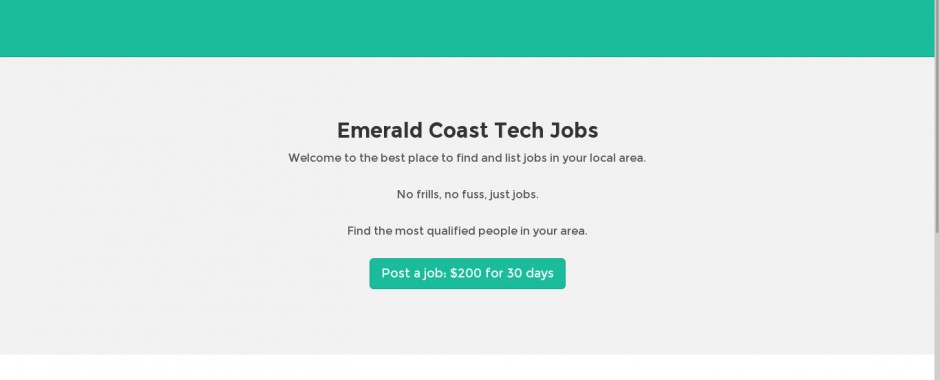 Emerald Coast Tech Jobs
Welcome to the best place to find and list jobs in your local area.
No frills, no fuss, just jobs.
Find the most qualified people in your area.
Post a job: $200 for 30 days